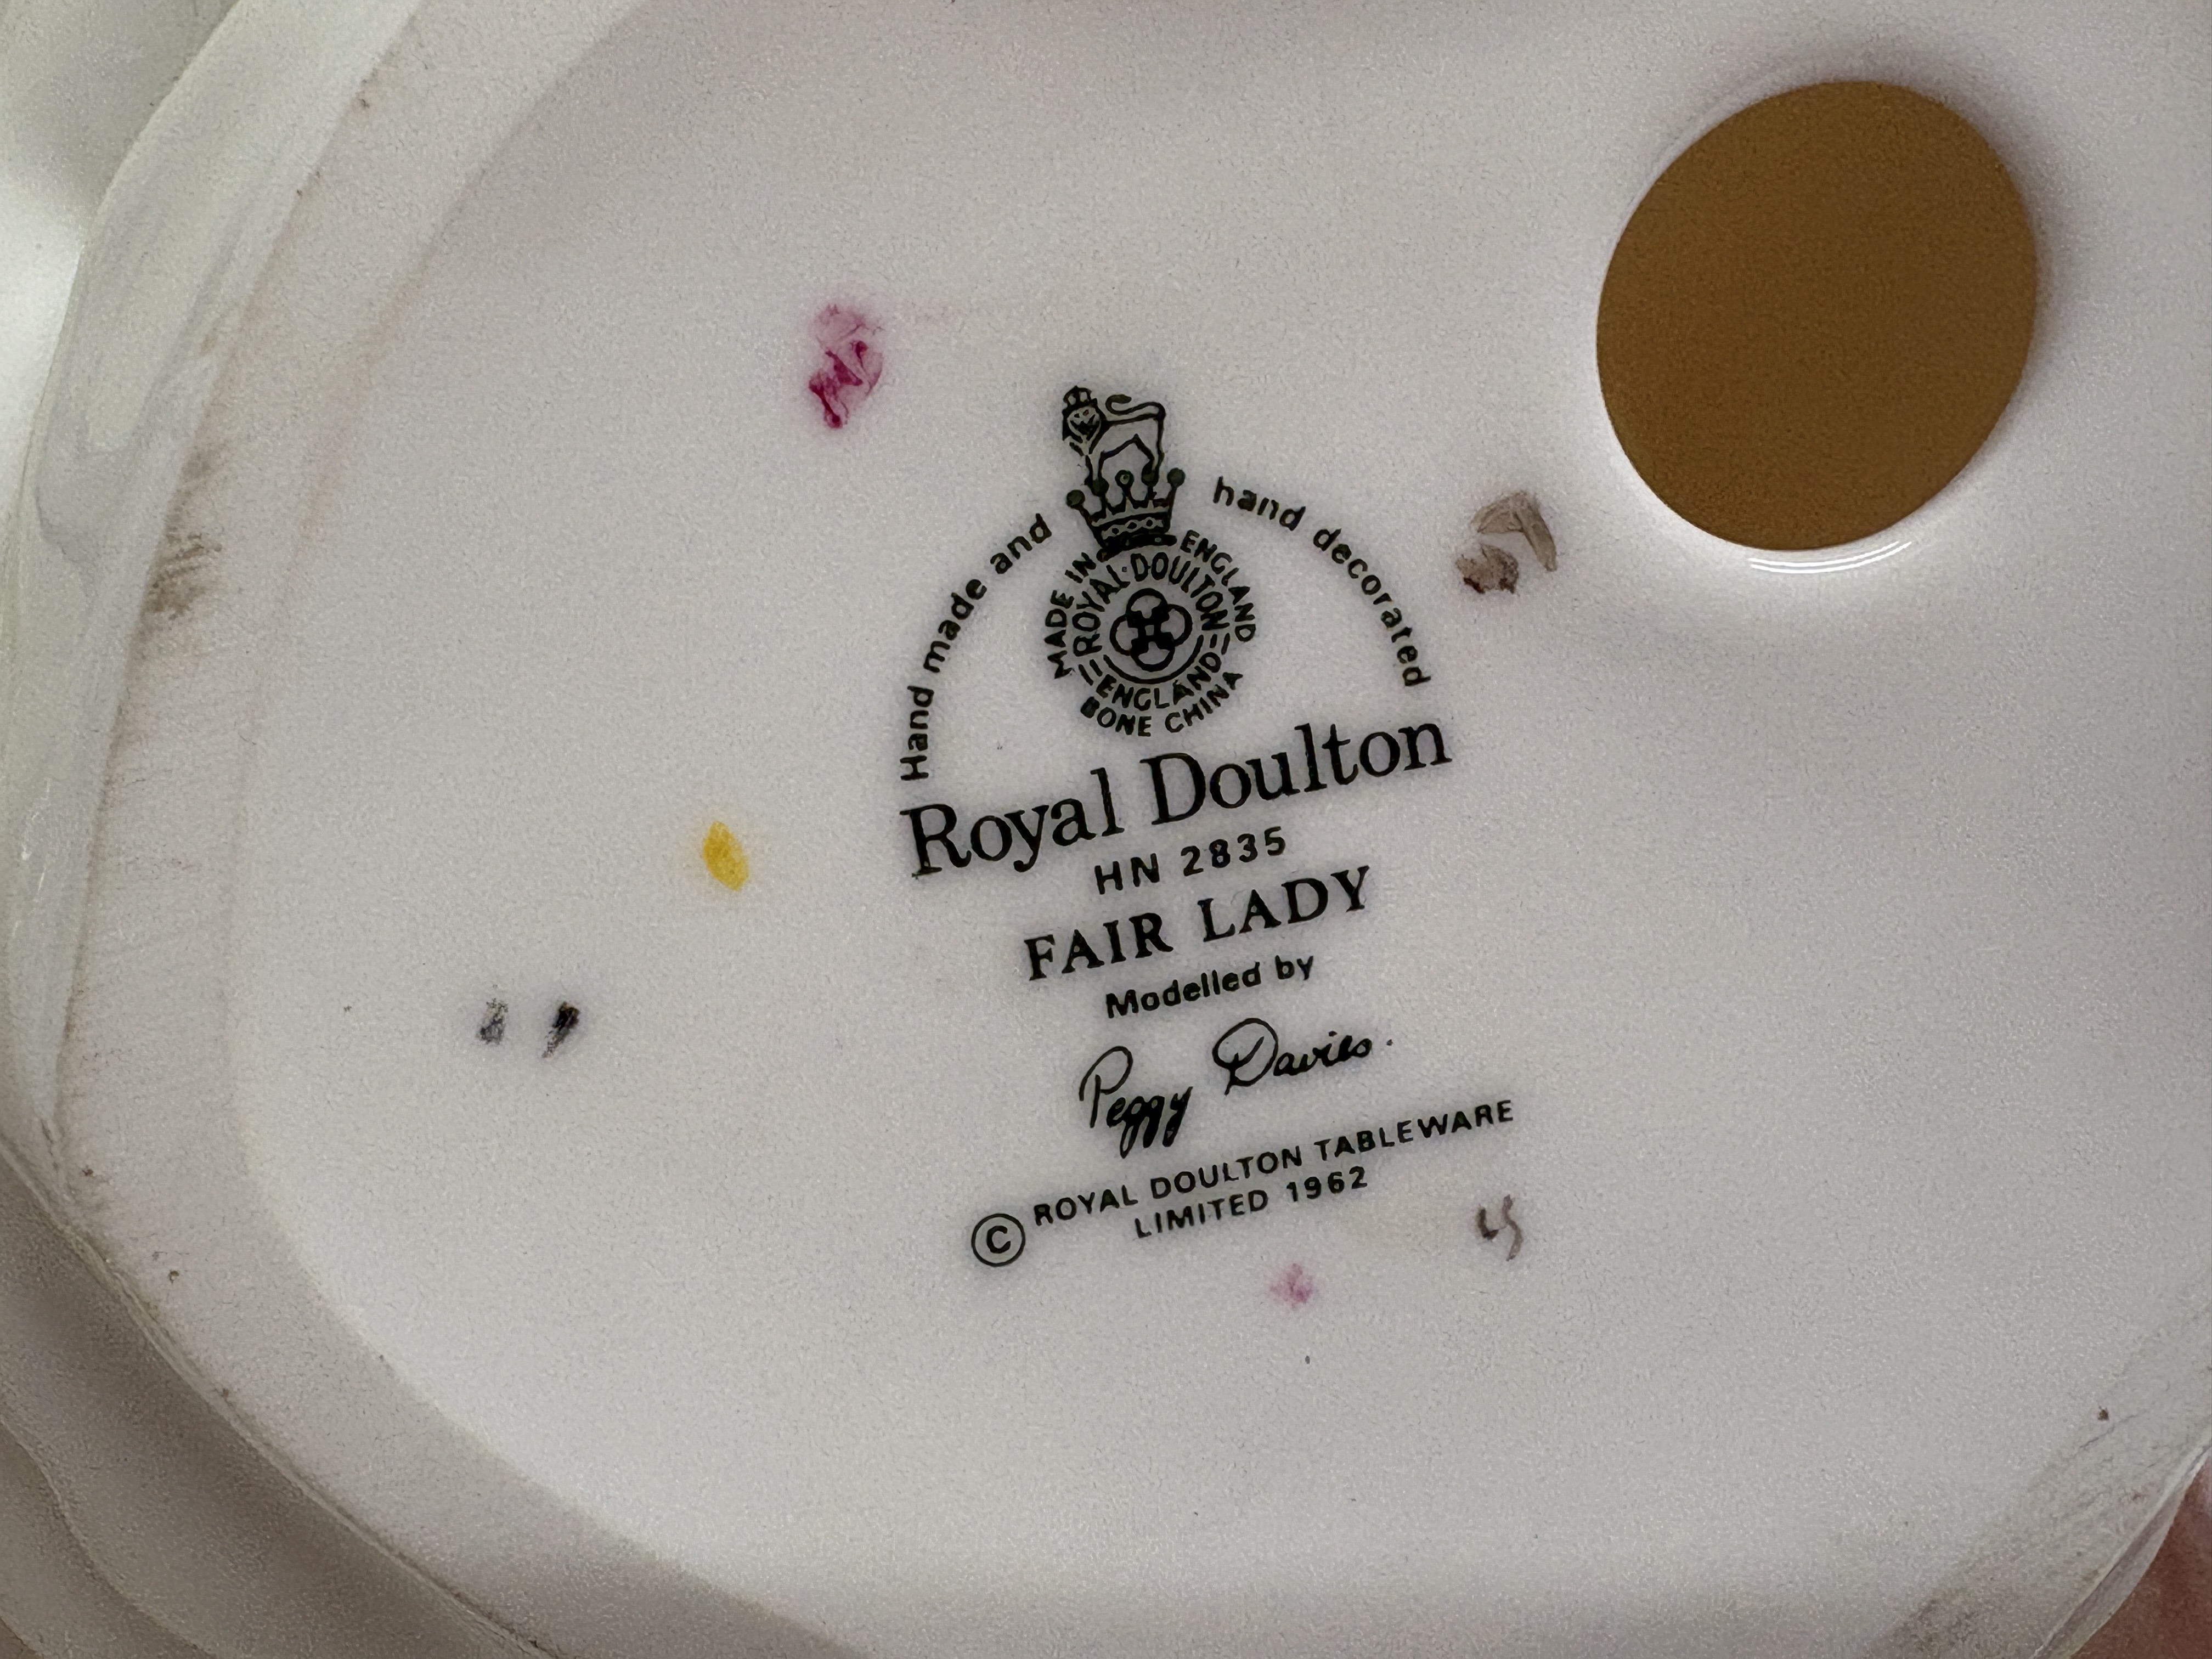 Hand made and hand decorated
MADE IN ENGLAND
ROYAL·DOULTON
ENGLAND
BONE CHINA
Royal Doulton
HN 2835
FAIR LADY
Modelled by
Peggy Davies.
© ROYAL DOULTON TABLEWARE
LIMITED 1962